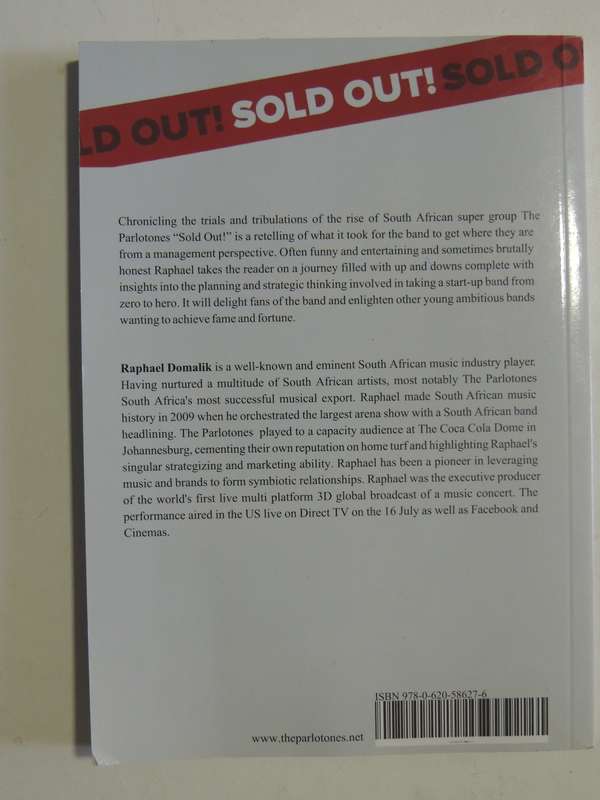 LD OUT! SOLD OUT! SOLD O
Chronicling the trials and tribulations of the rise of South African super group The
Parlotones “Sold Out!” is a retelling of what it took for the band to get where they are
from a management perspective. Often funny and entertaining and sometimes brutally
honest Raphael takes the reader on a journey filled with up and downs complete with
insights into the planning and strategic thinking involved in taking a start-up band from
zero to hero. It will delight fans of the band and enlighten other young ambitious bands
wanting to achieve fame and fortune.
Raphael Domalik is a well-known and eminent South African music industry player.
Having nurtured a multitude of South African artists, most notably The Parlotones
South Africa's most successful musical export. Raphael made South African music
history in 2009 when he orchestrated the largest arena show with a South African band
headlining. The Parlotones played to a capacity audience at The Coca Cola Dome in
Johannesburg, cementing their own reputation on home turf and highlighting Raphael's
singular strategizing and marketing ability. Raphael has been a pioneer in leveraging
music and brands to form symbiotic relationships. Raphael was the executive producer
of the world's first live multi platform 3D global broadcast of a music concert. The
performance aired in the US live on Direct TV on the 16 July as well as Facebook and
Cinemas.
ISBN 978-0-620-58627-6
www.theparlotones.net